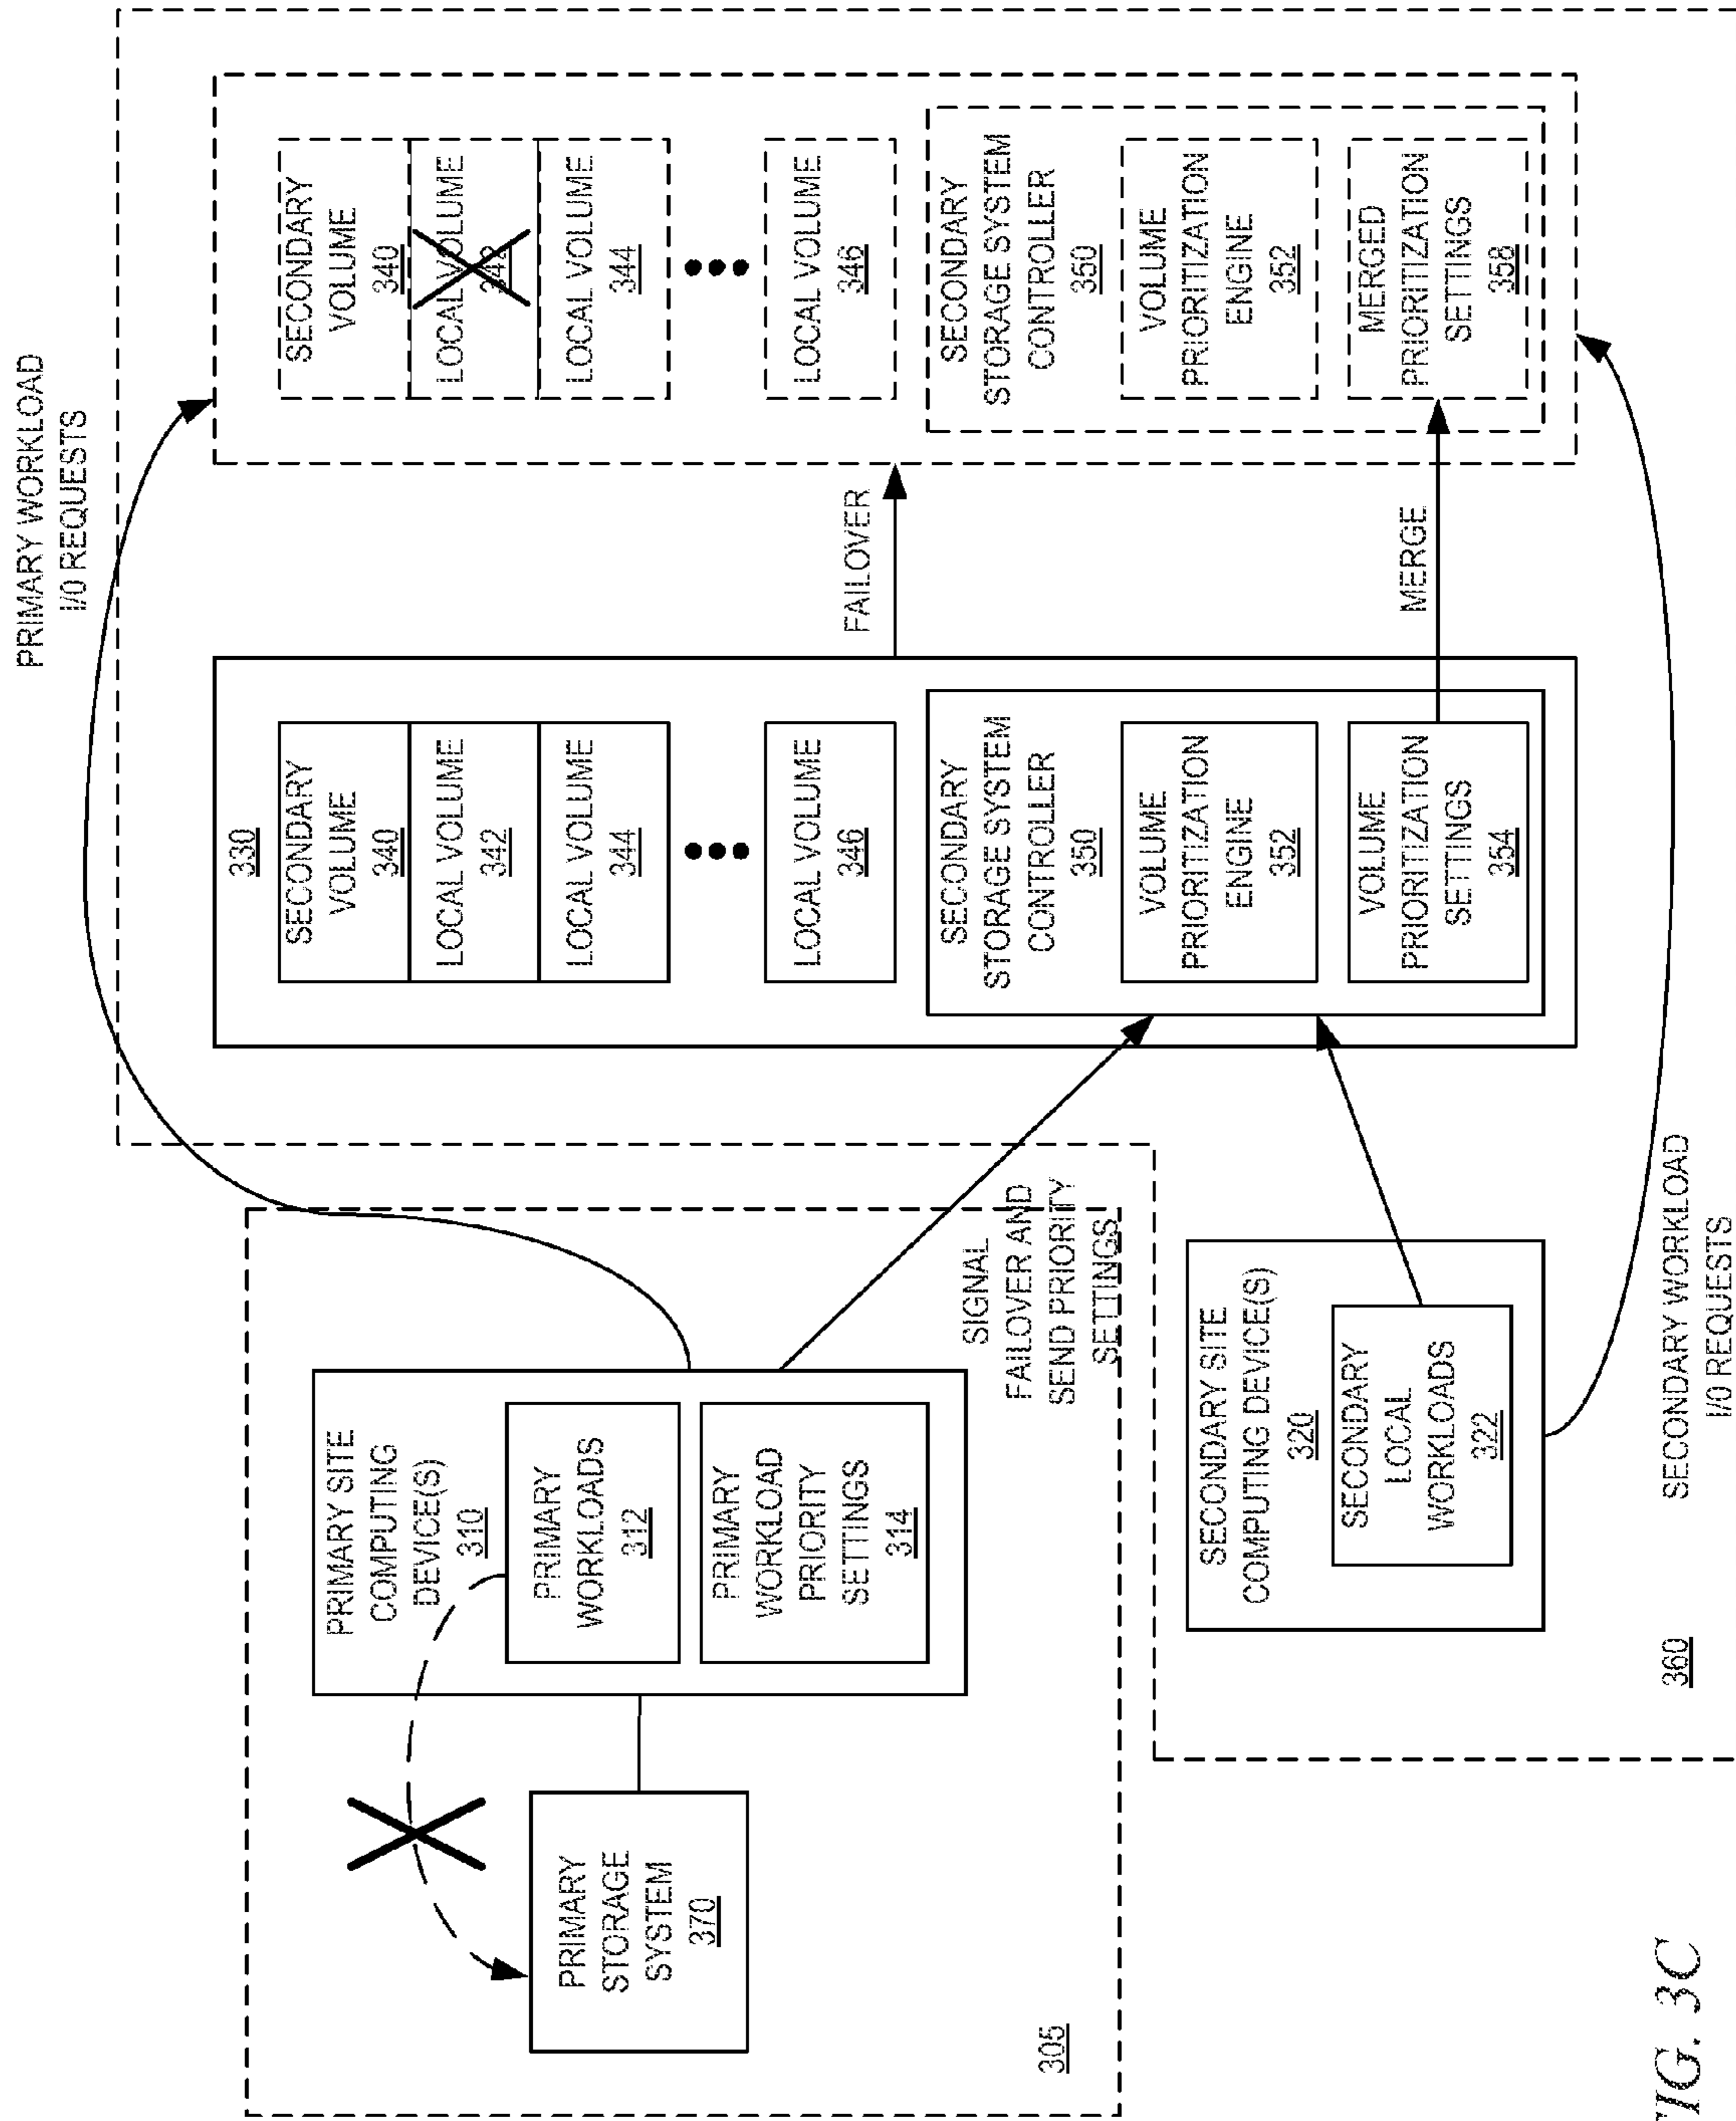 PRIMARY WORKLOAD
I/O REQUESTS
305
PRIMARY
STORAGE
SYSTEM
370
PRIMARY SITE
COMPUTING
DEVICE(S)
310
PRIMARY
WORKLOADS
312
PRIMARY
WORKLOAD
PRIORITY
SETTINGS
314
SIGNAL
FAILOVER AND
SEND PRIORITY
SETTINGS
330
SECONDARY
VOLUME
340
LOCAL VOLUME
342
LOCAL VOLUME
344
LOCAL VOLUME
346
SECONDARY
STORAGE SYSTEM
CONTROLLER
350
VOLUME
PRIORITIZATION
ENGINE
352
VOLUME
PRIORITIZATION
SETTINGS
354
FAILOVER
MERGE
SECONDARY
VOLUME
340
LOCAL VOLUME
342
LOCAL VOLUME
344
LOCAL VOLUME
346
SECONDARY
STORAGE SYSTEM
CONTROLLER
350
VOLUME
PRIORITIZATION
ENGINE
352
MERGED
PRIORITIZATION
SETTINGS
358
SECONDARY SITE
COMPUTING DEVICE(S)
320
SECONDARY
LOCAL
WORKLOADS
322
360
SECONDARY WORKLOAD
I/O REQUESTS
FIG. 3C